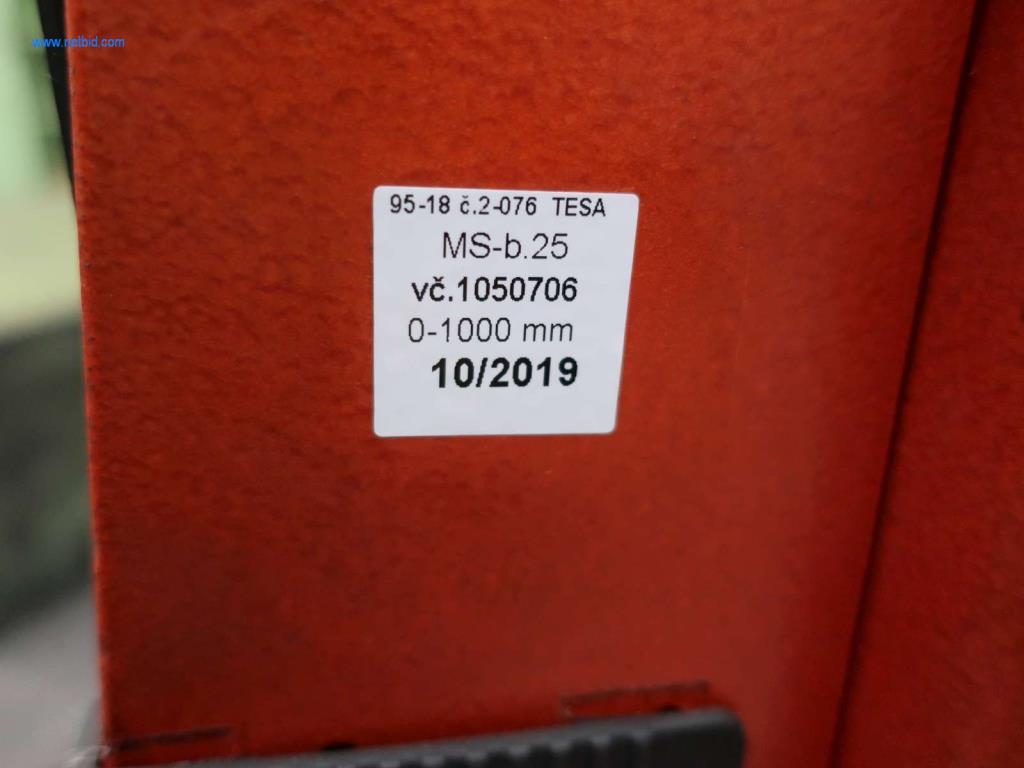 www.netbid.com
95-18 č.2-076 TESA
MS-b.25
vč.1050706
0-1000 mm
10/2019